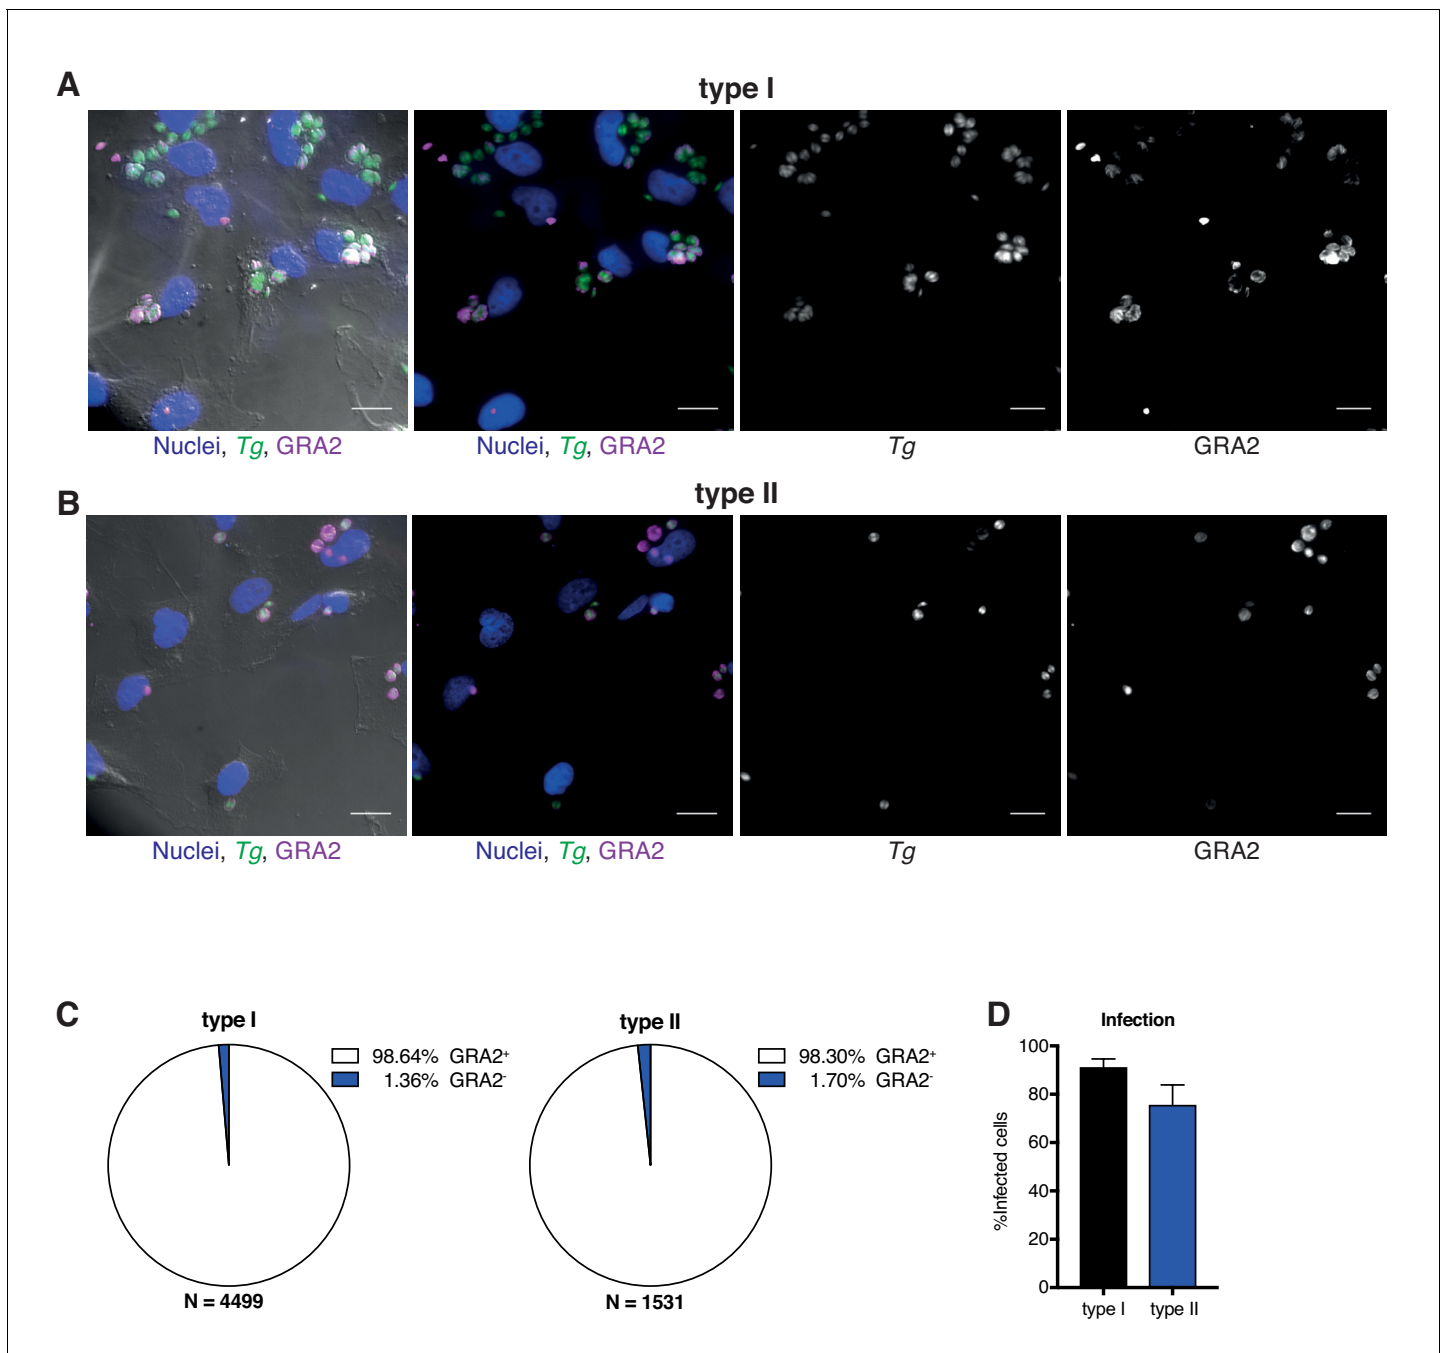 A
type I
Nuclei, Tg, GRA2
Nuclei, Tg, GRA2
Tg
GRA2
B
type II
Nuclei, Tg, GRA2
Nuclei, Tg, GRA2
Tg
GRA2
C
type I
98.64% GRA2+
1.36% GRA2-
N = 4499
type II
98.30% GRA2+
1.70% GRA2-
N = 1531
D
Infection
%Infected cells
100
80
60
40
20
0
type I
type II